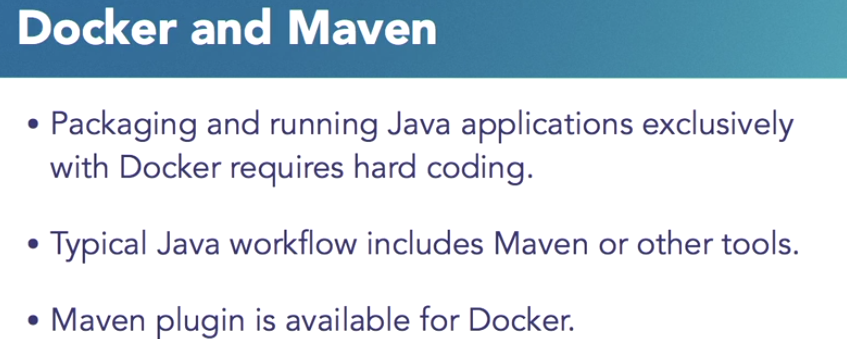 Docker and Maven
• Packaging and running Java applications exclusively
with Docker requires hard coding.
• Typical Java workflow includes Maven or other tools.
• Maven plugin is available for Docker.